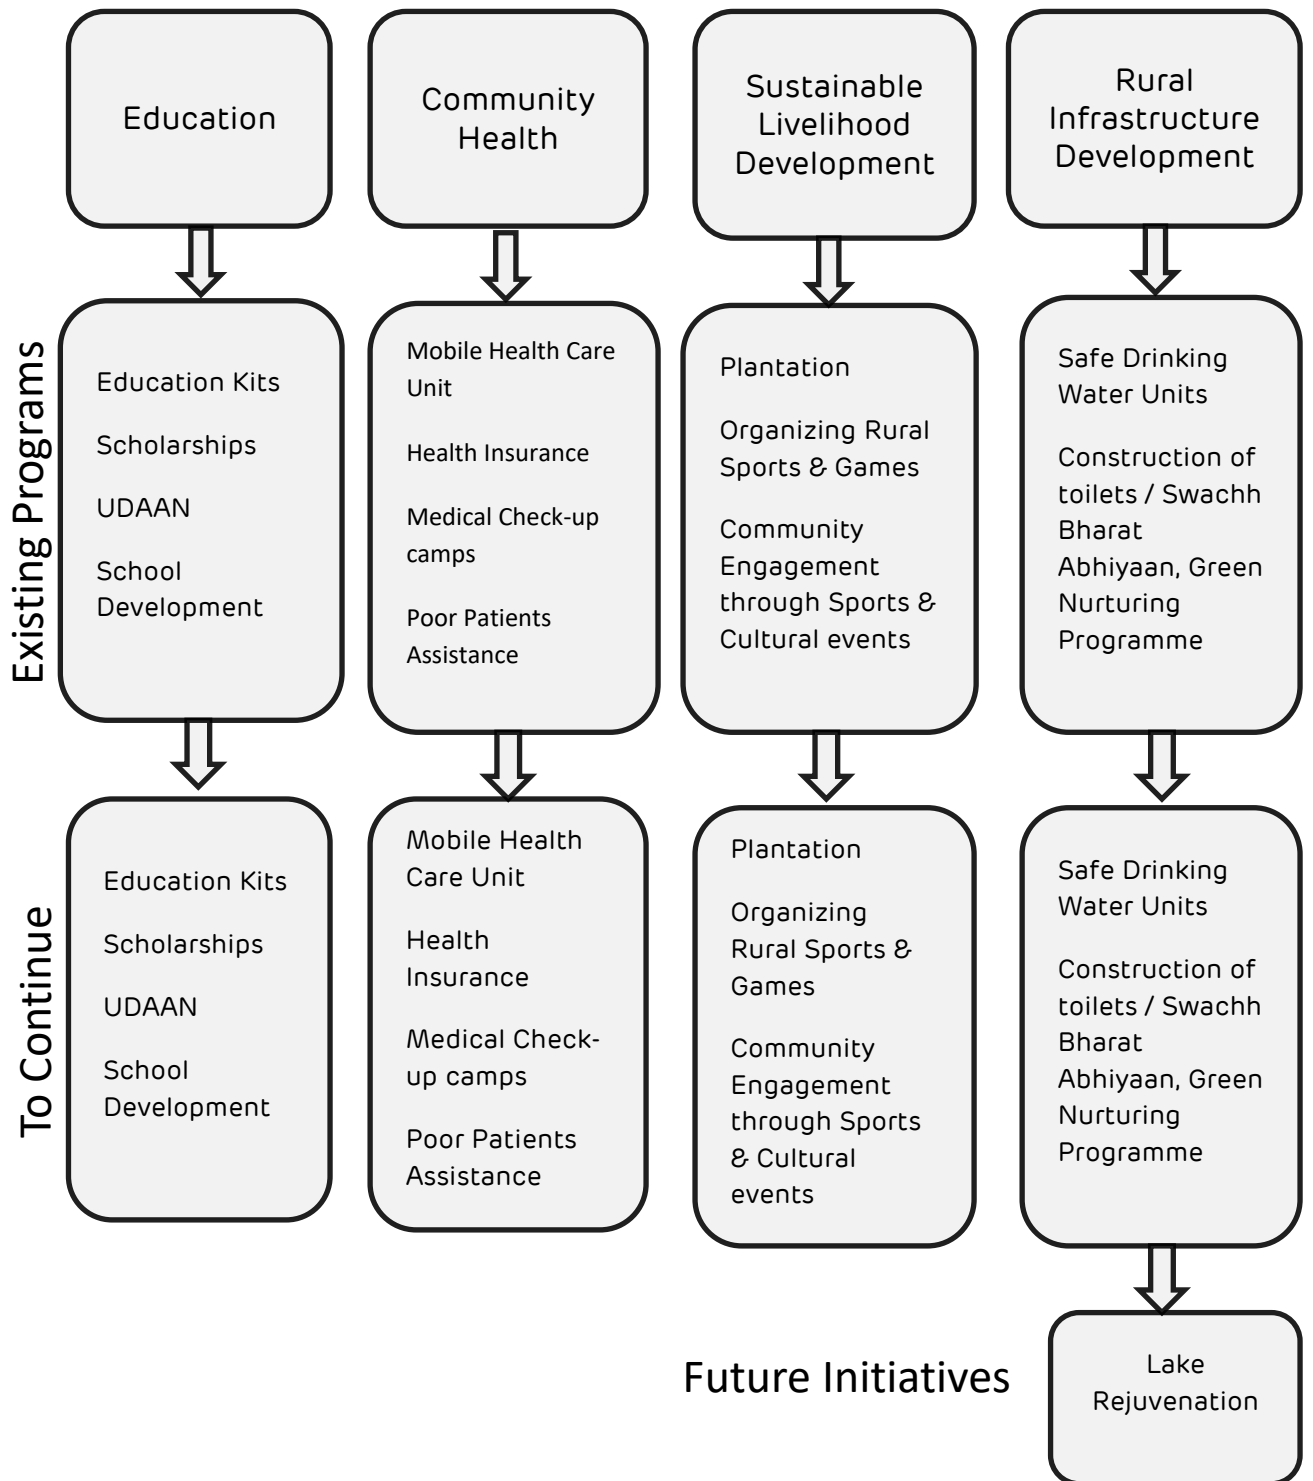 Education
Community
Health
Sustainable
Livelihood
Development
Rural
Infrastructure
Development
Existing Programs
Education Kits
Scholarships
UDAAN
School
Development
Mobile Health Care
Unit
Health Insurance
Medical Check-up
camps
Poor Patients
Assistance
Plantation
Organizing Rural
Sports & Games
Community
Engagement
through Sports &
Cultural events
Safe Drinking
Water Units
Construction of
toilets / Swachh
Bharat
Abhiyaan, Green
Nurturing
Programme
To Continue
Education Kits
Scholarships
UDAAN
School
Development
Mobile Health
Care Unit
Health
Insurance
Medical Check-
up camps
Poor Patients
Assistance
Plantation
Organizing
Rural Sports &
Games
Community
Engagement
through Sports
& Cultural
events
Safe Drinking
Water Units
Construction of
toilets / Swachh
Bharat
Abhiyaan, Green
Nurturing
Programme
Future Initiatives
Lake
Rejuvenation